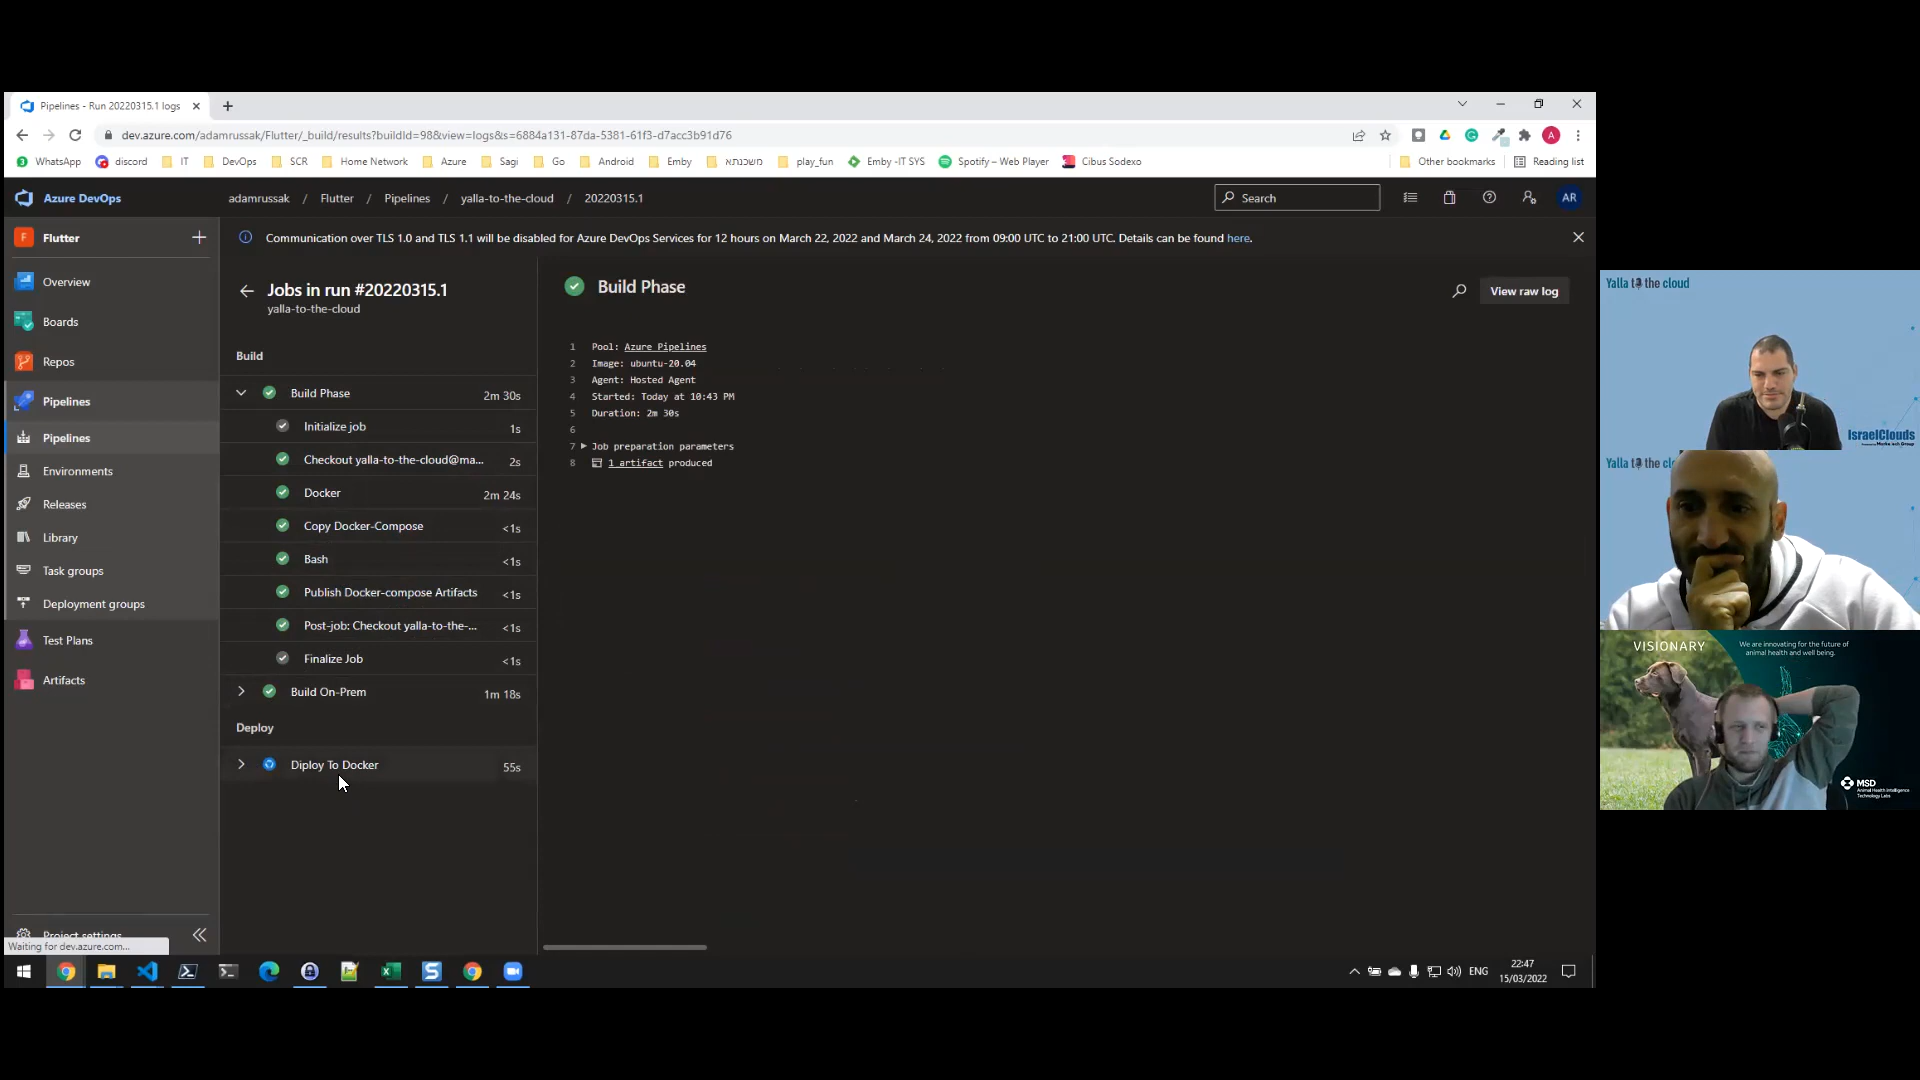 Pipelines - Run 20220315.1 logs
dev.azure.com/adamrussak/Flutter/_build/results?buildId=98&view=logs&s=6884a131-87da-5381-61f3-d7acc3b91d76
A
WhatsApp discord IT DevOps SCR Home Network Azure Sagi Go Android Emby משכנתא play_fun Emby -IT SYS Spotify – Web Player Cibus Sodexo Other bookmarks Reading list
Azure DevOps adamrussak / Flutter / Pipelines / yalla-to-the-cloud / 20220315.1 Search AR
F Flutter
Communication over TLS 1.0 and TLS 1.1 will be disabled for Azure DevOps Services for 12 hours on March 22, 2022 and March 24, 2022 from 09:00 UTC to 21:00 UTC. Details can be found here.
Overview
Boards
Repos
Pipelines
Pipelines
Environments
Releases
Library
Task groups
Deployment groups
Test Plans
Artifacts
Project settings
Waiting for dev.azure.com...
Jobs in run #20220315.1
yalla-to-the-cloud
Build
Build Phase 2m 30s
Initialize job 1s
Checkout yalla-to-the-cloud@ma... 2s
Docker 2m 24s
Copy Docker-Compose <1s
Bash <1s
Publish Docker-compose Artifacts <1s
Post-job: Checkout yalla-to-the-... <1s
Finalize Job <1s
Build On-Prem 1m 18s
Deploy
Diploy To Docker 55s
Build Phase
View raw log
1 Pool: Azure Pipelines
2 Image: ubuntu-20.04
3 Agent: Hosted Agent
4 Started: Today at 10:43 PM
5 Duration: 2m 30s
6
7 Job preparation parameters
8 1 artifact produced
ENG
22:47
15/03/2022
Yalla to the cloud
IsraelClouds
Yalla to the cl
VISIONARY
We are innovating for the future of
animal health and well being.
MSD
Animal Health Intelligence
Technology Labs